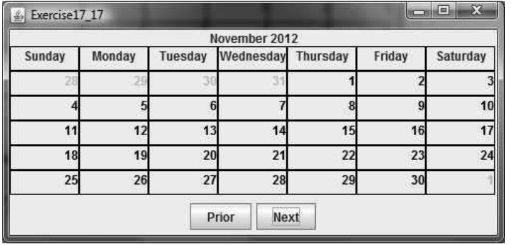 Exercise17_17
November 2012
Sunday Monday Tuesday Wednesday Thursday Friday Saturday
28 29 30 31 1 2 3
4 5 6 7 8 9 10
11 12 13 14 15 16 17
18 19 20 21 22 23 24
25 26 27 28 29 30 1
Prior Next